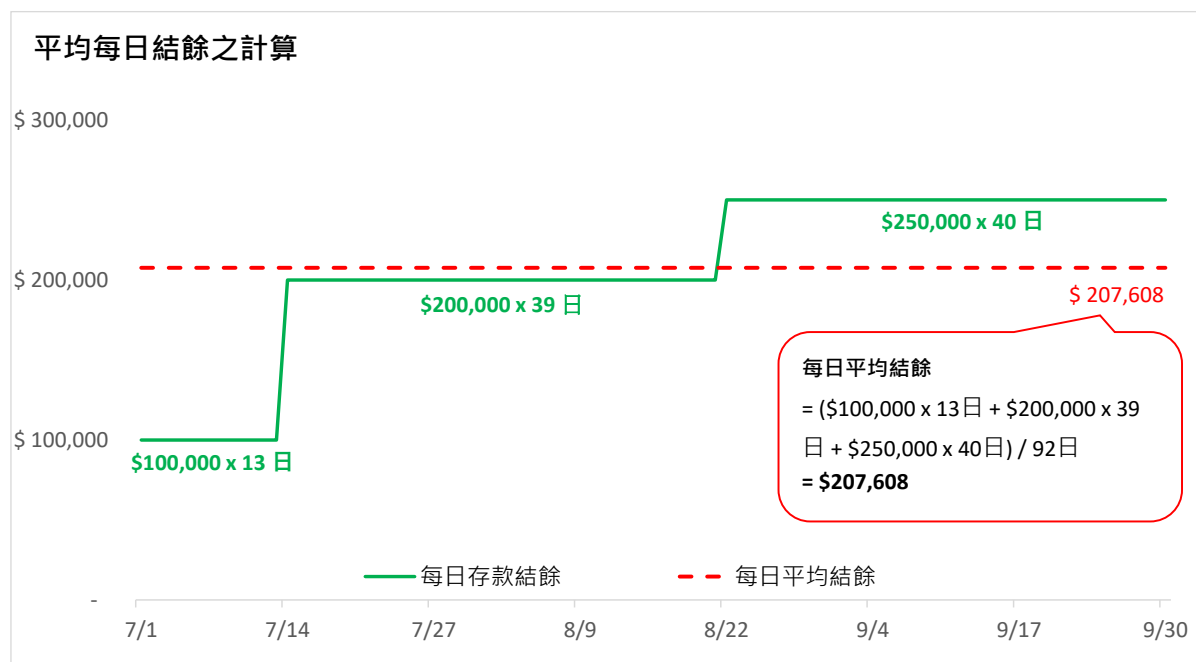 平均每日結餘之計算
$ 300,000
$250,000 x 40 日
$ 200,000
$200,000 x 39 日
$ 207,608
每日平均結餘
= ($100,000 x 13日 + $200,000 x 39
日 + $250,000 x 40日) / 92日
= $207,608
$ 100,000
$100,000 x 13 日
每日存款結餘
每日平均結餘
-
7/1
7/14
7/27
8/9
8/22
9/4
9/17
9/30